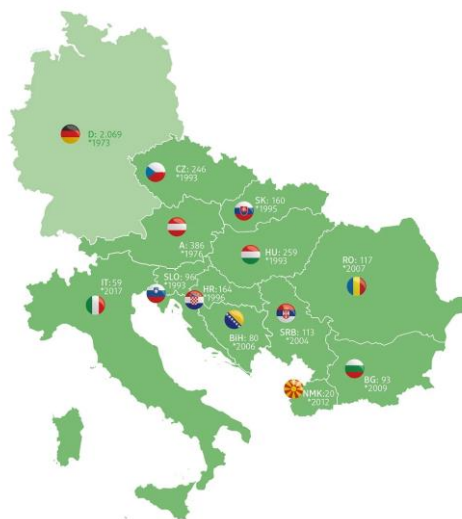 D: 2.069
*1973
CZ: 246
*1993
SK: 160
*1995
A: 386
*1976
HU: 259
*1993
RO: 117
*2007
IT: 59
*2017
SLO: 96
*1993
HR: 164
*1996
BiH: 80
*2006
SRB: 113
*2004
NMK:20
*2012
BG: 93
*2009